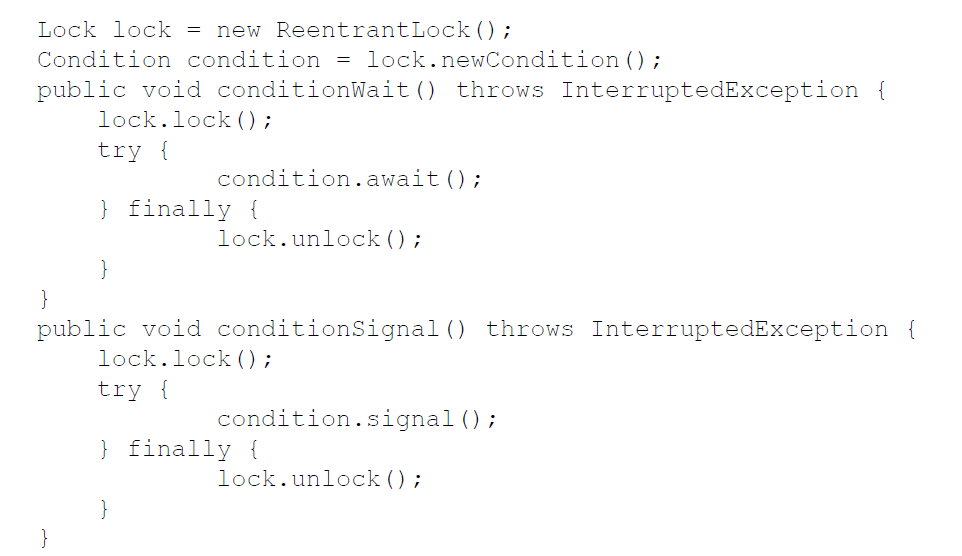 Lock lock = new ReentrantLock();
Condition condition = lock.newCondition();
public void conditionWait() throws InterruptedException {
    lock.lock();
    try {
            condition.await();
    } finally {
            lock.unlock();
    }
}
public void conditionSignal() throws InterruptedException {
    lock.lock();
    try {
            condition.signal();
    } finally {
            lock.unlock();
    }
}